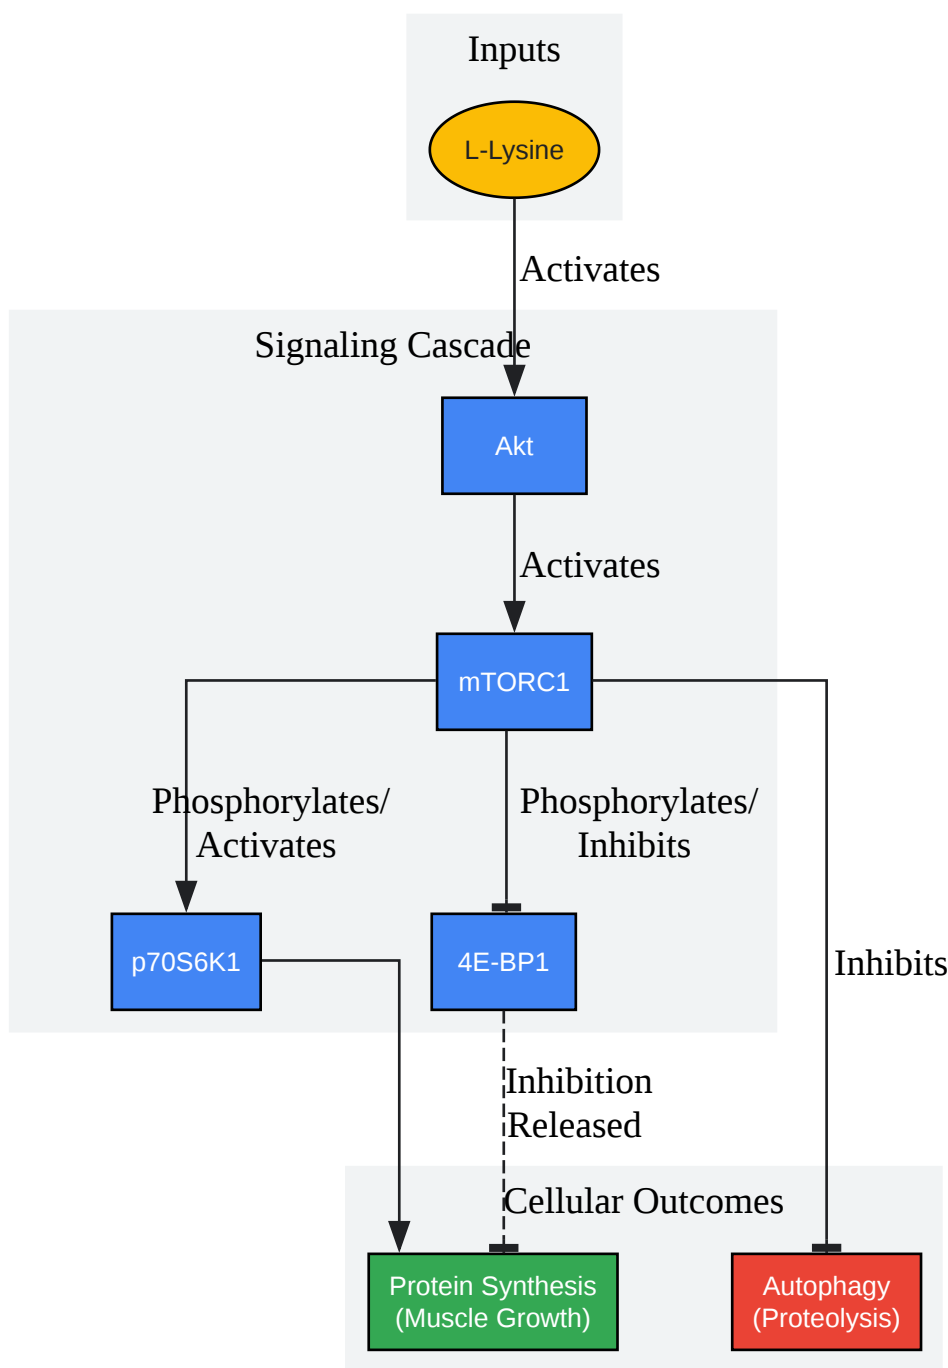 Inputs
L-Lysine
Activates
Signaling Cascade
Akt
Activates
mTORC1
Phosphorylates/
Activates
Phosphorylates/
Inhibits
p70S6K1
4E-BP1
Inhibits
Inhibition
Released
Cellular Outcomes
Protein Synthesis
(Muscle Growth)
Autophagy
(Proteolysis)